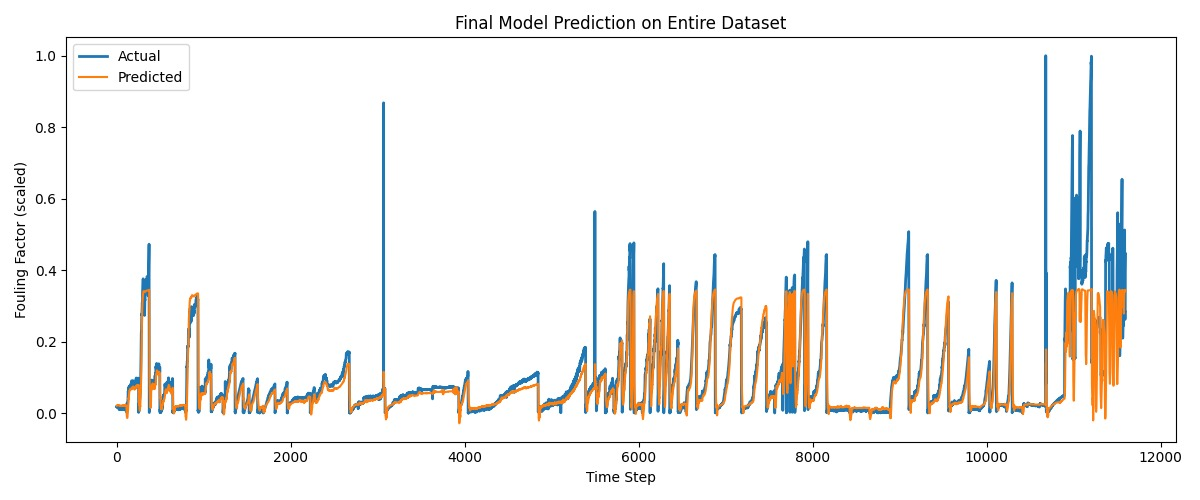 Final Model Prediction on Entire Dataset
Actual
Predicted
Fouling Factor (scaled)
1.0
0.8
0.6
0.4
0.2
0.0
0 2000 4000 6000 8000 10000 12000
Time Step